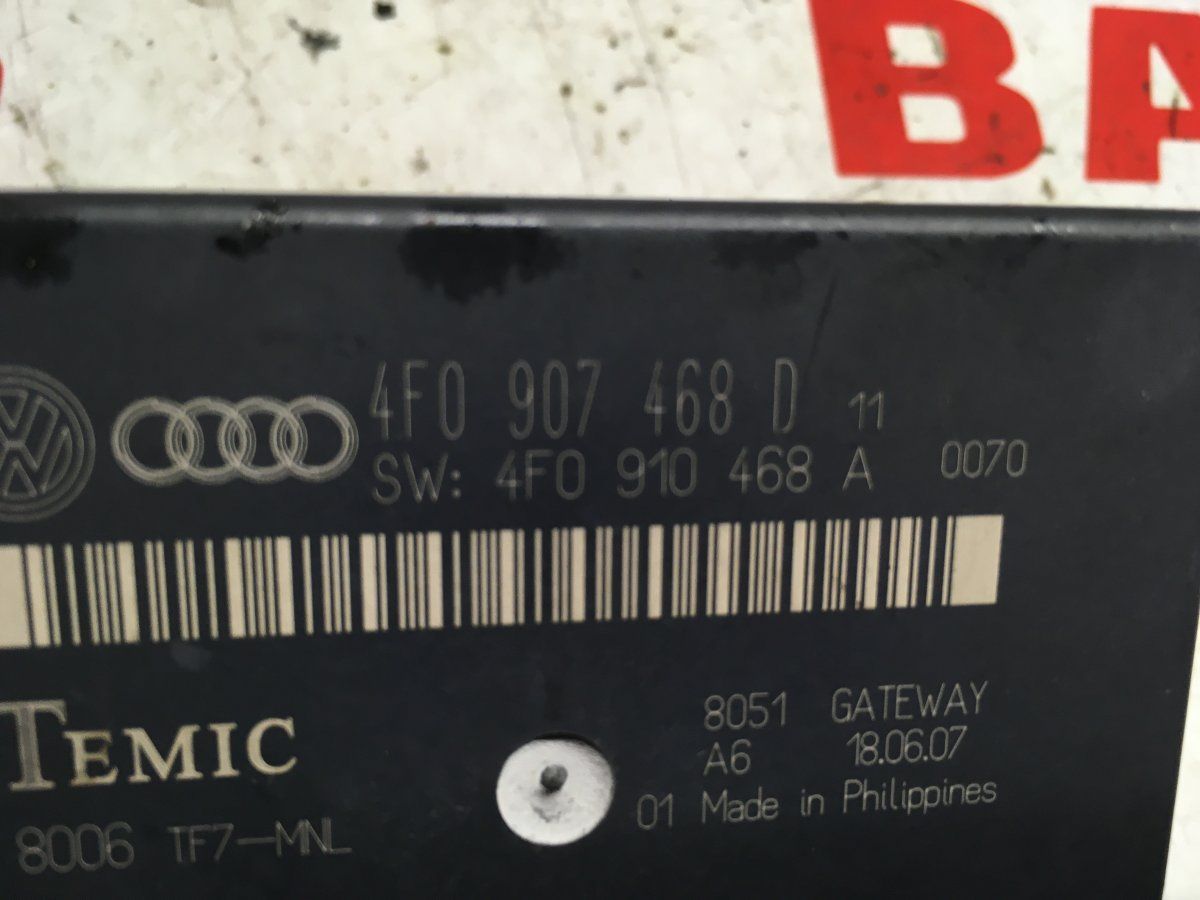 BA
4F0 907 468 D 11
SW: 4F0 910 468 A 0070
TEMIC
8051 GATEWAY
A6 18.06.07
01 Made in Philippines
8006 TF7-MNL